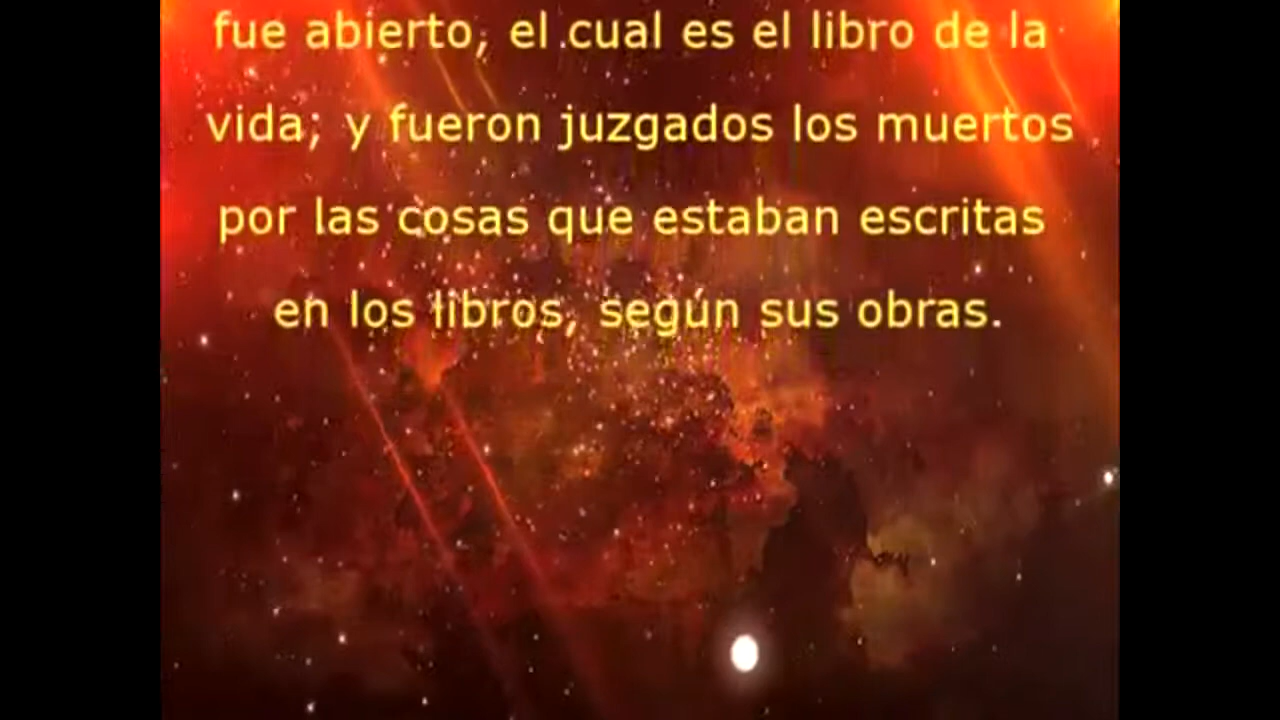 fue abierto, el cual es el libro de la
vida; y fueron juzgados los muertos
por las cosas que estaban escritas
en los libros, según sus obras.